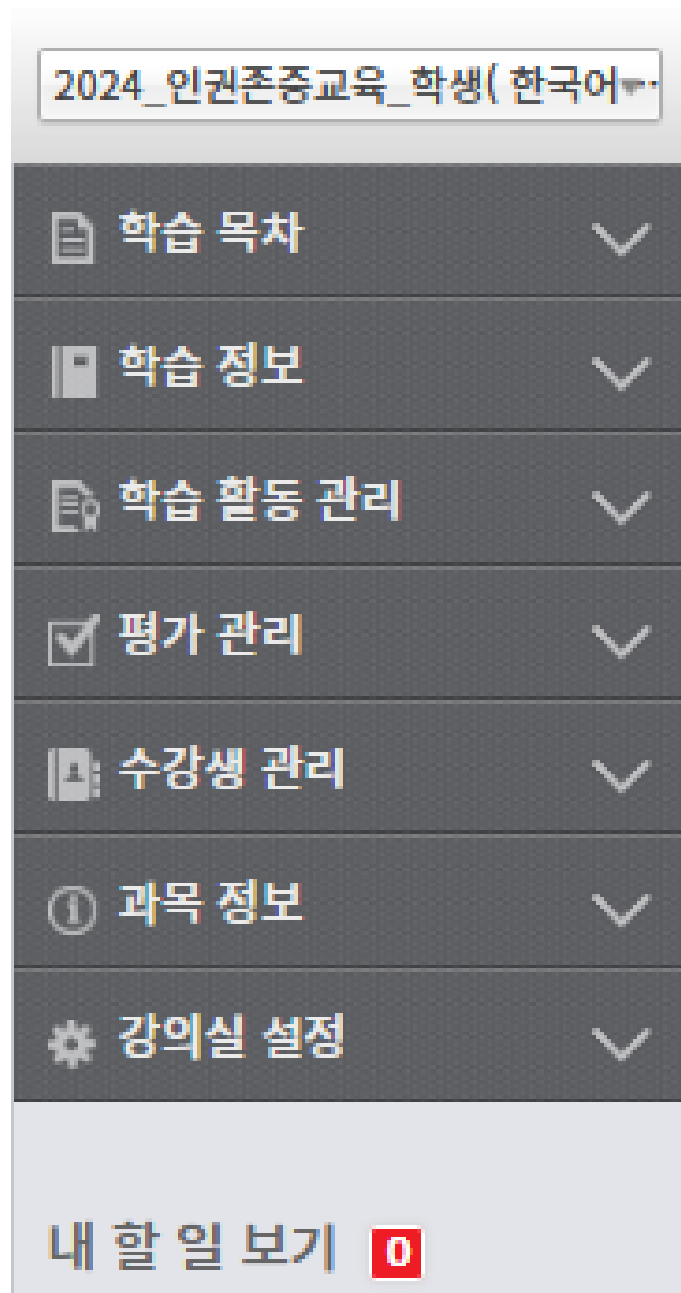 2024_인권존중교육_학생( 한국어…
학습 목차
학습 정보
학습 활동 관리
평가 관리
수강생 관리
과목 정보
강의실 설정
내 할 일 보기 0